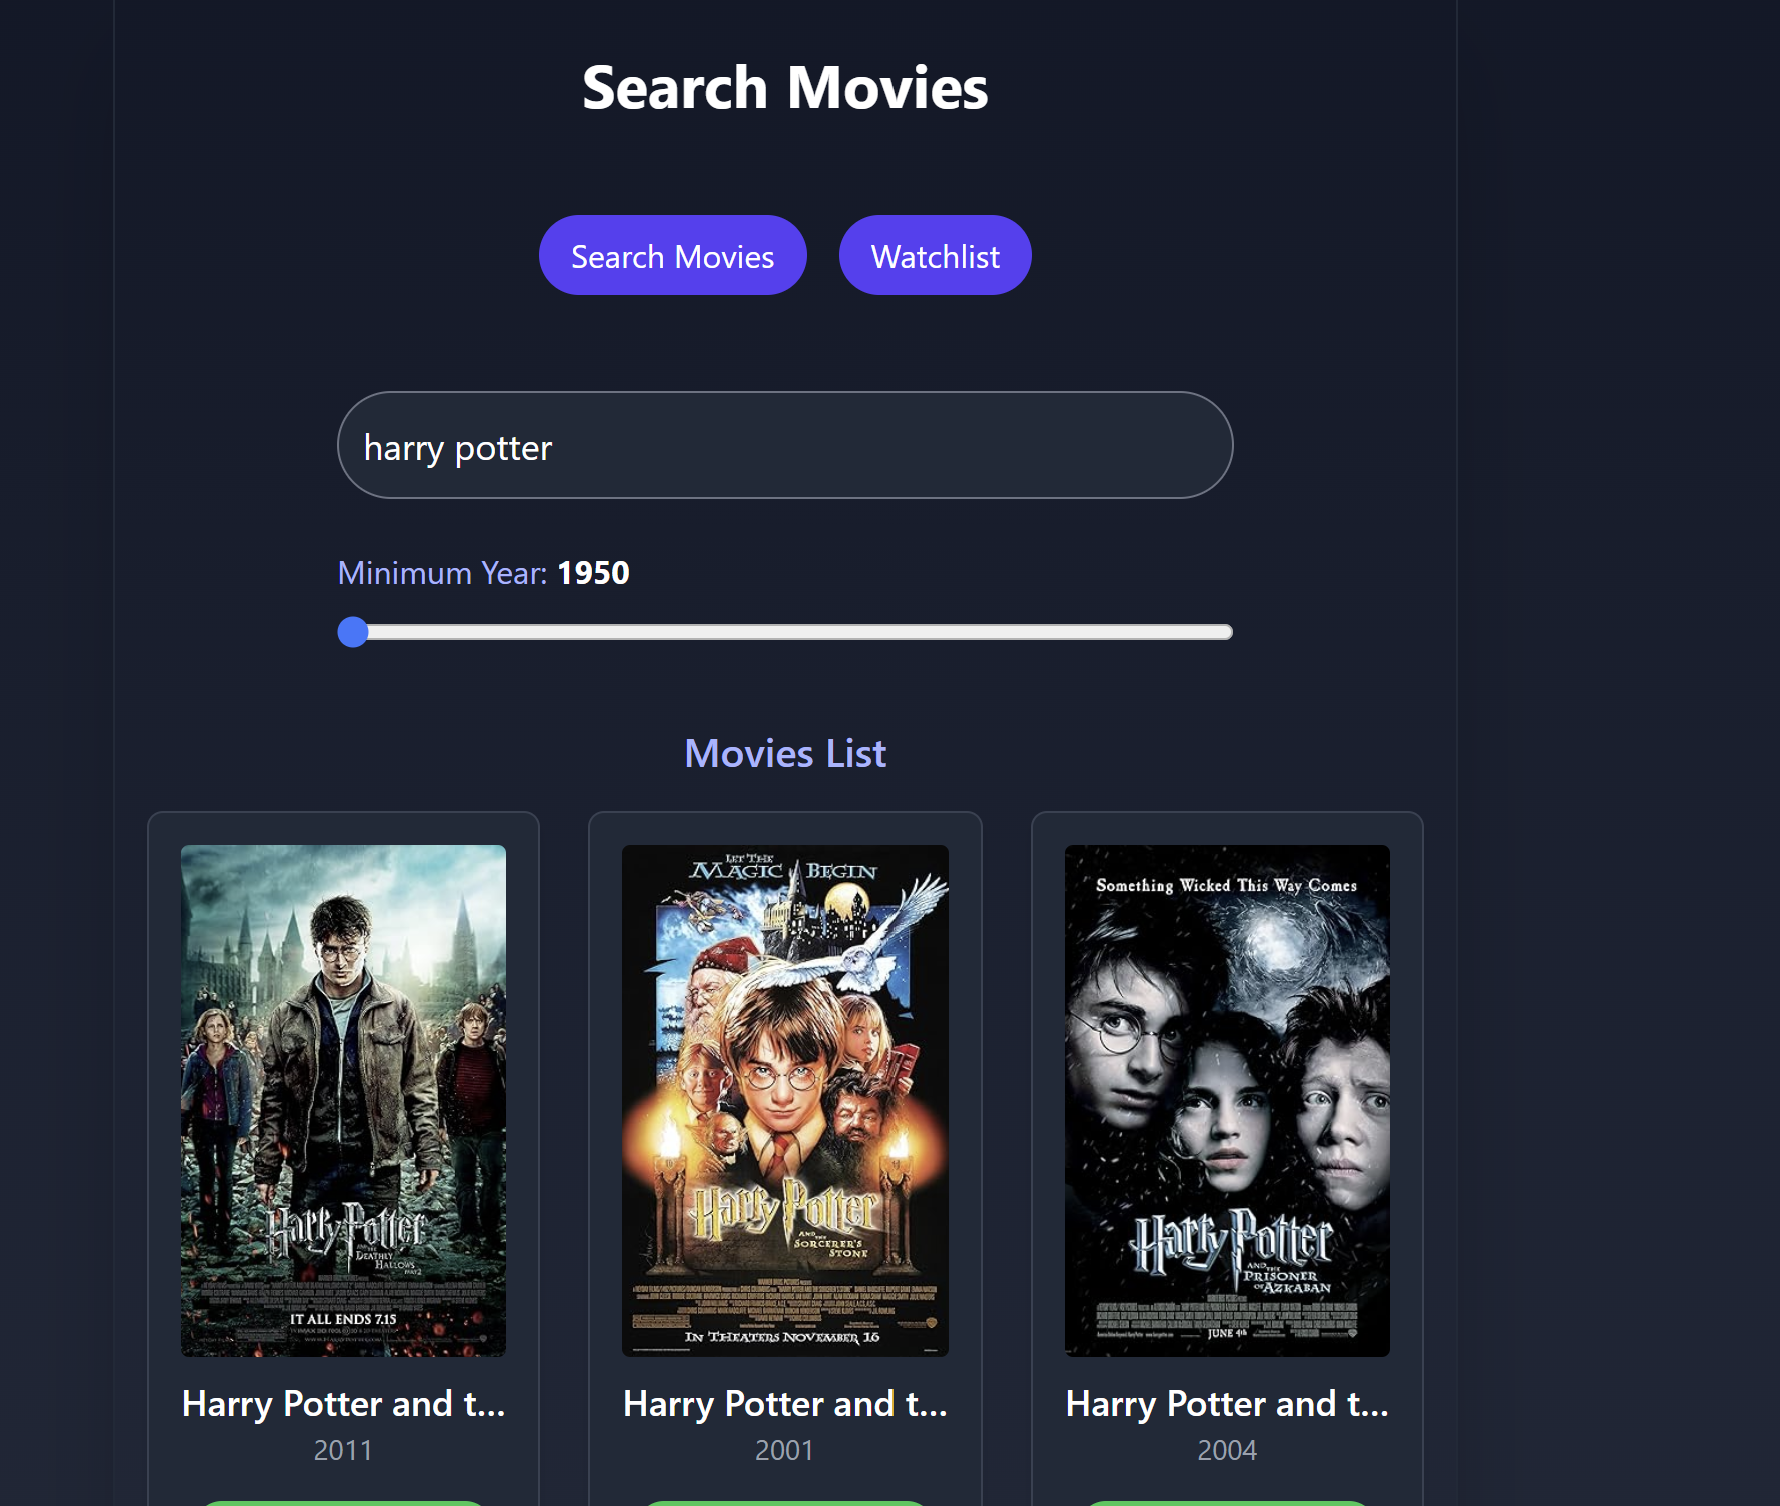 Search Movies
Search Movies
Watchlist
harry potter
Minimum Year: 1950
Movies List
Harry Potter
AND THE
DEATHLY
HALLOWS
PART 2
IT ALL ENDS 7.15
LET THE
MAGIC BEGIN
Harry Potter
AND THE
SORCERER'S
STONE
IN THEATERS NOVEMBER 16
Something Wicked This Way Comes
Harry Potter
AND THE
PRISONER
OF AZKABAN
JUNE 4th
Harry Potter and t...
2011
Harry Potter and t...
2001
Harry Potter and t...
2004